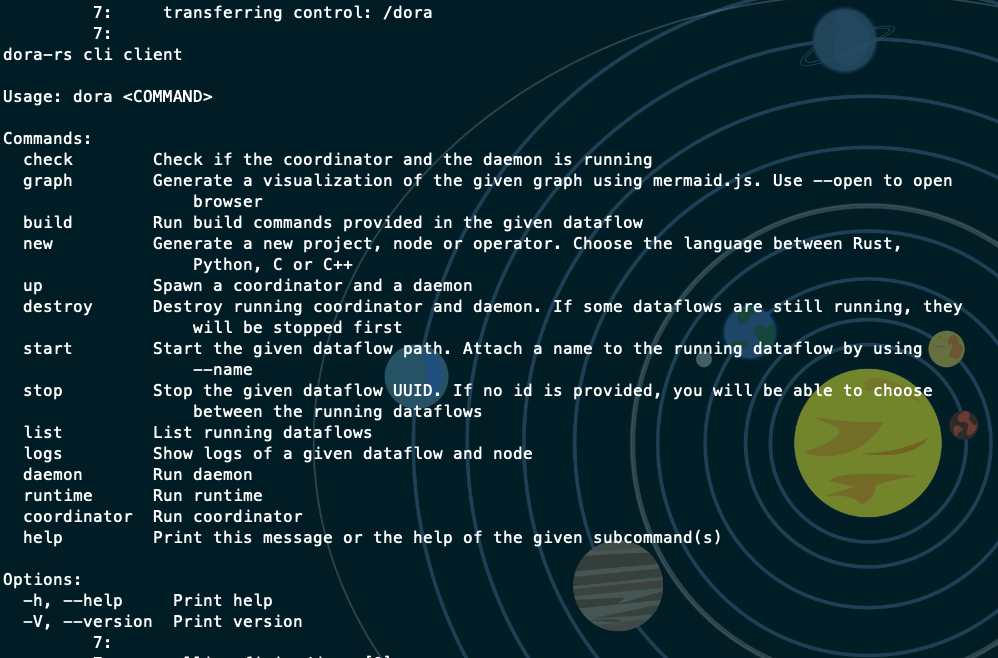 7:     transferring control: /dora
7:
dora-rs cli client

Usage: dora <COMMAND>

Commands:
  check        Check if the coordinator and the daemon is running
  graph        Generate a visualization of the given graph using mermaid.js. Use --open to open
                   browser
  build        Run build commands provided in the given dataflow
  new          Generate a new project, node or operator. Choose the language between Rust,
                   Python, C or C++
  up           Spawn a coordinator and a daemon
  destroy      Destroy running coordinator and daemon. If some dataflows are still running, they
                   will be stopped first
  start        Start the given dataflow path. Attach a name to the running dataflow by using
                   --name
  stop         Stop the given dataflow UUID. If no id is provided, you will be able to choose
                   between the running dataflows
  list         List running dataflows
  logs         Show logs of a given dataflow and node
  daemon       Run daemon
  runtime      Run runtime
  coordinator  Run coordinator
  help         Print this message or the help of the given subcommand(s)

Options:
  -h, --help     Print help
  -V, --version  Print version
7: